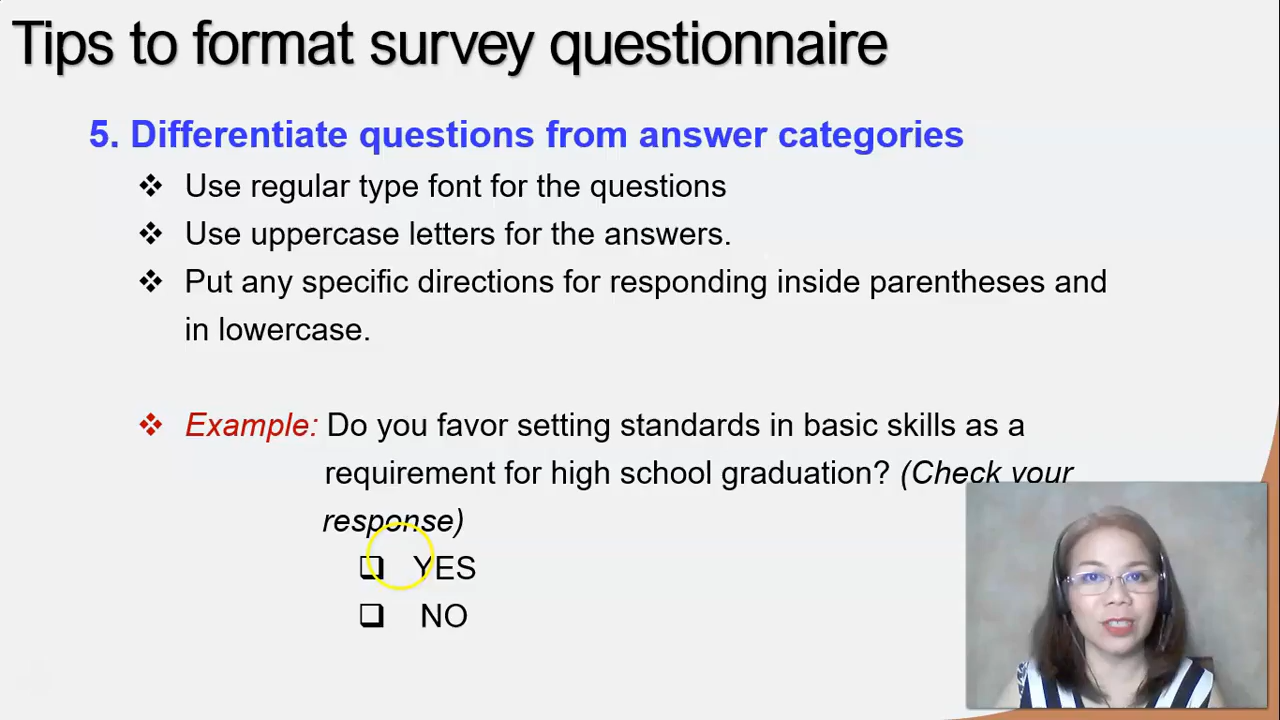 Tips to format survey questionnaire
5. Differentiate questions from answer categories
❖ Use regular type font for the questions
❖ Use uppercase letters for the answers.
❖ Put any specific directions for responding inside parentheses and
in lowercase.
❖ Example: Do you favor setting standards in basic skills as a
requirement for high school graduation? (Check your
response)
❑ YES
❑ NO